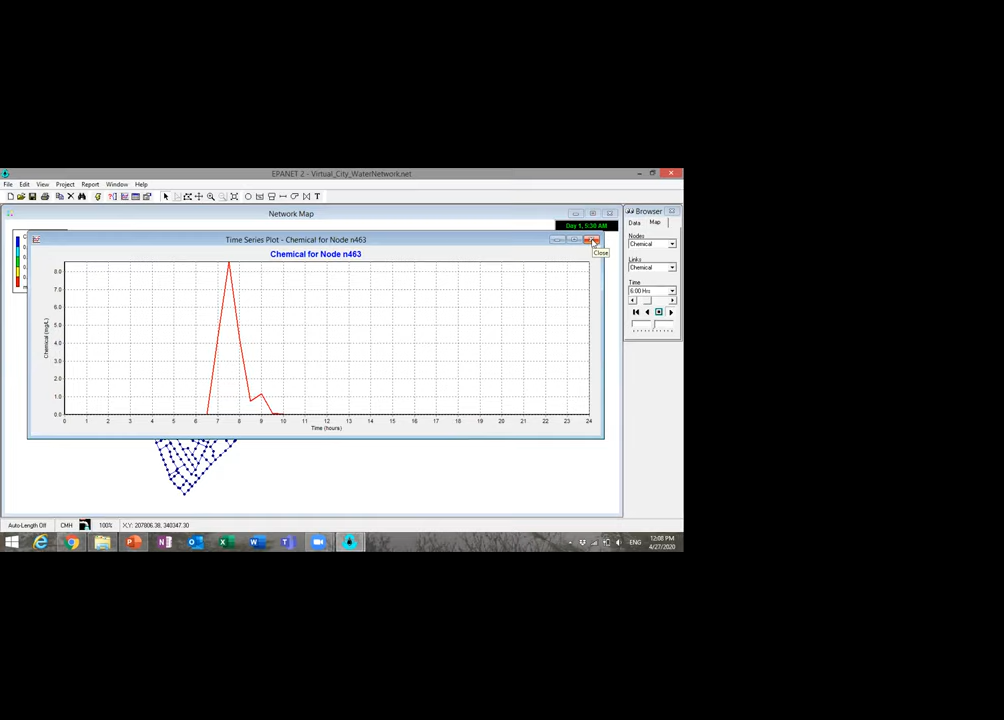 EPANET 2 - Virtual_City_WaterNetwork.net
File Edit View Project Report Window Help
Network Map
Browser
Data Map
Day 1, 5:30 AM
Nodes
Chemical
Links
Chemical
Time
6:00 Hrs
Time Series Plot - Chemical for Node n463
Close
Chemical for Node n463
Chemical (mg/L)
8.0
7.0
6.0
5.0
4.0
3.0
2.0
1.0
0.0
0 1 2 3 4 5 6 7 8 9 10 11 12 13 14 15 16 17 18 19 20 21 22 23 24
Time (hours)
Auto-Length Off CMH 100% X,Y: 207806.38, 340347.30
ENG
12:08 PM
4/27/2020